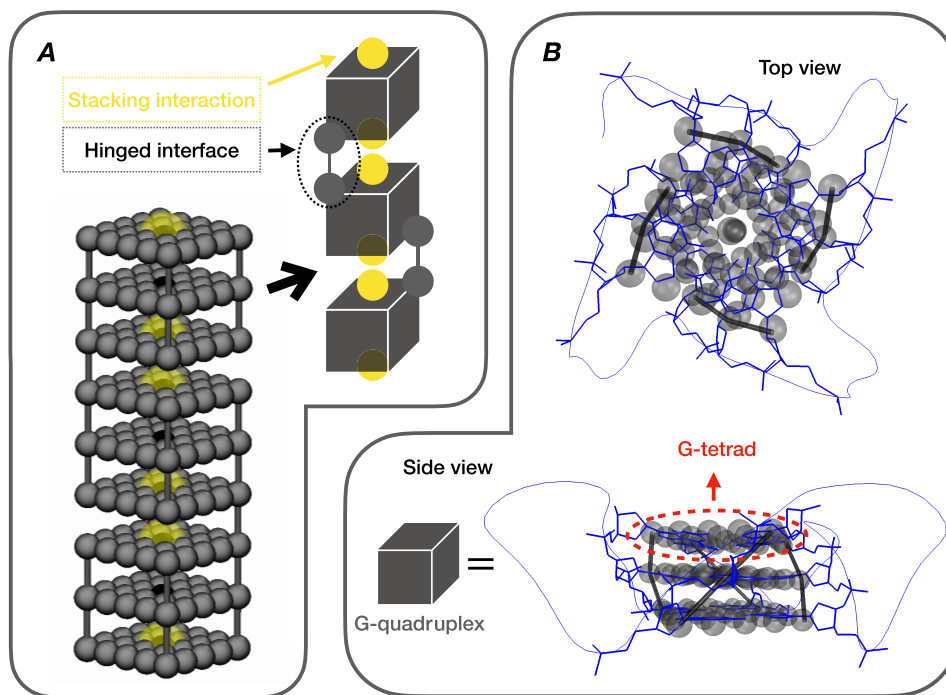 A
Stacking interaction
Hinged interface
B
Top view
Side view
G-tetrad
=
G-quadruplex